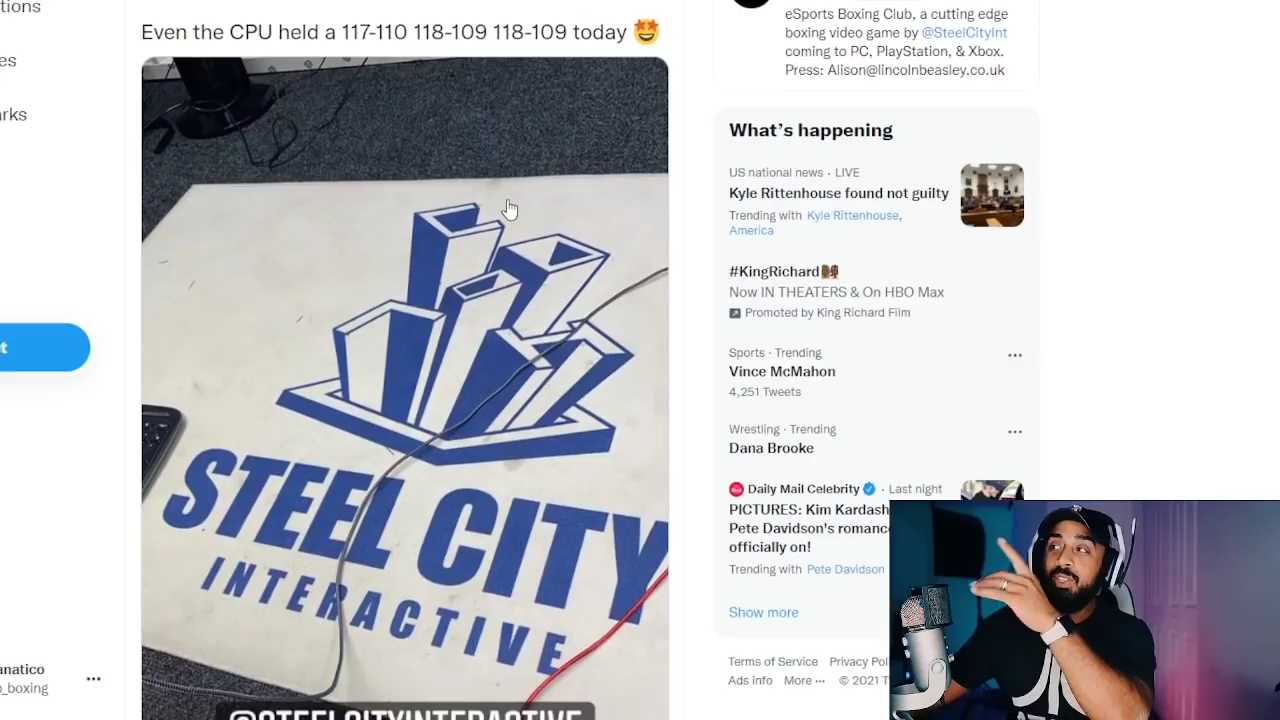 tions
es
arks
t
anatico
o_boxing
Even the CPU held a 117-110 118-109 118-109 today 🤩
STEEL CITY
INTERACTIVE
@STEELCITYINTERACTIVE
eSports Boxing Club, a cutting edge
boxing video game by @SteelCityInt
coming to PC, PlayStation, & Xbox.
Press: Alison@lincolnbeasley.co.uk
What's happening
US national news · LIVE
Kyle Rittenhouse found not guilty
Trending with Kyle Rittenhouse,
America
#KingRichard
Now IN THEATERS & On HBO Max
Promoted by King Richard Film
Sports · Trending
Vince McMahon
4,251 Tweets
Wrestling · Trending
Dana Brooke
Daily Mail Celebrity · Last night
PICTURES: Kim Kardash
Pete Davidson's romance
officially on!
Trending with Pete Davidson
Show more
Terms of Service Privacy Pol
Ads info More ··· © 2021 T